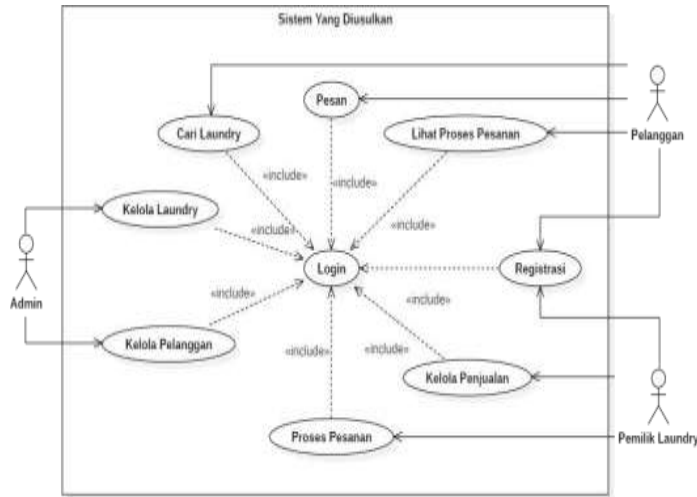 Sistem Yang Diusulkan
Pesan
Cari Laundry
Lihat Proses Pesanan
Pelanggan
«include»
«include»
Kelola Laundry
«include»
«include»
Login
Registrasi
Admin
«include»
«include»
Kelola Pelanggan
«include»
«include»
Kelola Penjualan
Proses Pesanan
Pemilik Laundry